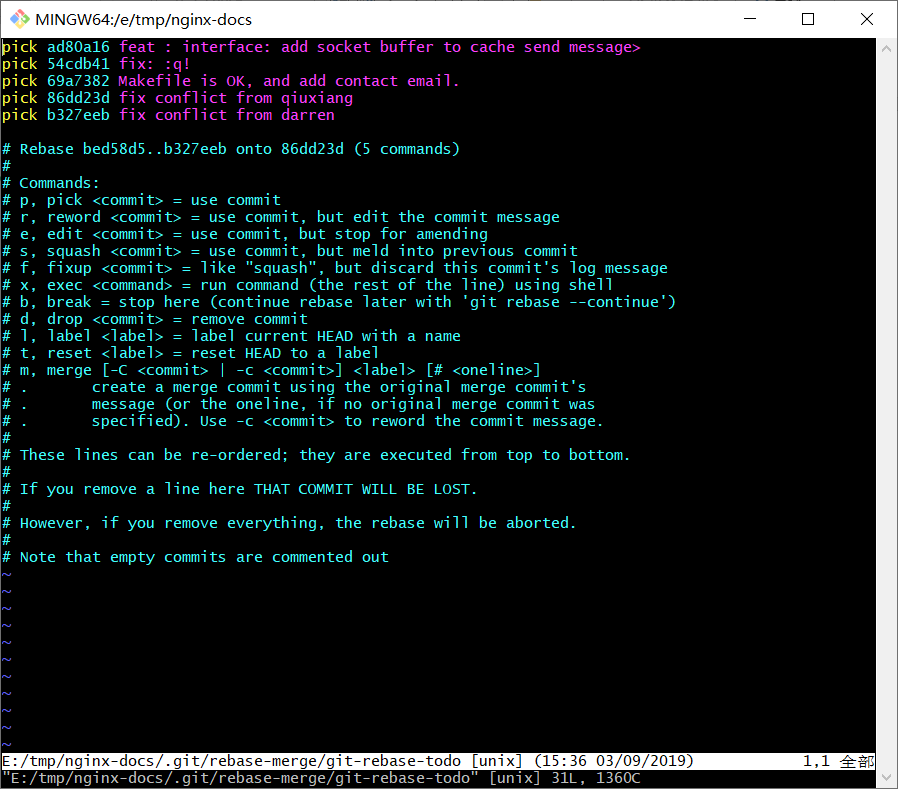 MINGW64:/e/tmp/nginx-docs
pick ad80a16 feat : interface: add socket buffer to cache send message>
pick 54cdb41 fix: :q!
pick 69a7382 Makefile is OK, and add contact email.
pick 86dd23d fix conflict from qiuxiang
pick b327eeb fix conflict from darren
# Rebase bed58d5..b327eeb onto 86dd23d (5 commands)
#
# Commands:
# p, pick <commit> = use commit
# r, reword <commit> = use commit, but edit the commit message
# e, edit <commit> = use commit, but stop for amending
# s, squash <commit> = use commit, but meld into previous commit
# f, fixup <commit> = like "squash", but discard this commit's log message
# x, exec <command> = run command (the rest of the line) using shell
# b, break = stop here (continue rebase later with 'git rebase --continue')
# d, drop <commit> = remove commit
# l, label <label> = label current HEAD with a name
# t, reset <label> = reset HEAD to a label
# m, merge [-C <commit> | -c <commit>] <label> [# <oneline>]
# .       create a merge commit using the original merge commit's
# .       message (or the oneline, if no original merge commit was
# .       specified). Use -c <commit> to reword the commit message.
#
# These lines can be re-ordered; they are executed from top to bottom.
#
# If you remove a line here THAT COMMIT WILL BE LOST.
#
# However, if you remove everything, the rebase will be aborted.
#
# Note that empty commits are commented out
~
~
~
~
~
~
~
~
~
~
~
E:/tmp/nginx-docs/.git/rebase-merge/git-rebase-todo [unix] (15:36 03/09/2019) 1,1 全部
"E:/tmp/nginx-docs/.git/rebase-merge/git-rebase-todo" [unix] 31L, 1360C